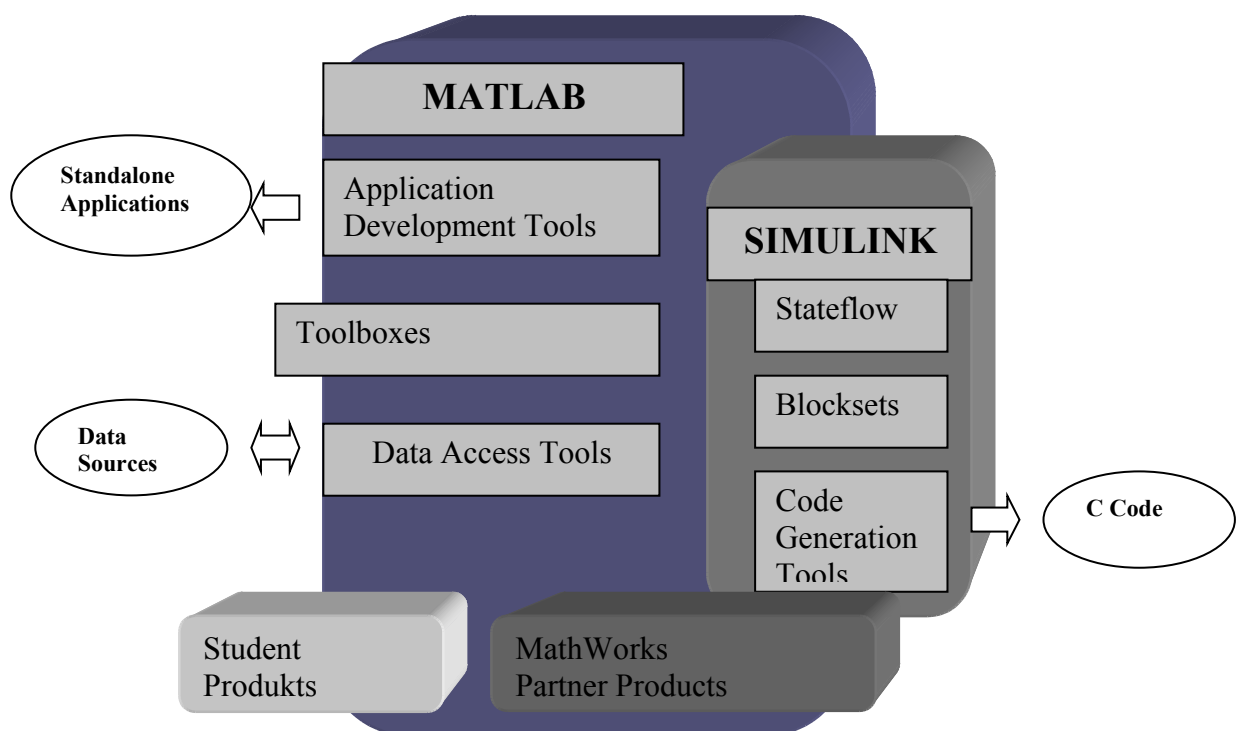 MATLAB
Standalone
Applications
Application
Development Tools
SIMULINK
Stateflow
Toolboxes
Blocksets
Data
Sources
Data Access Tools
Code
Generation
Tools
C Code
Student
Produkts
MathWorks
Partner Products